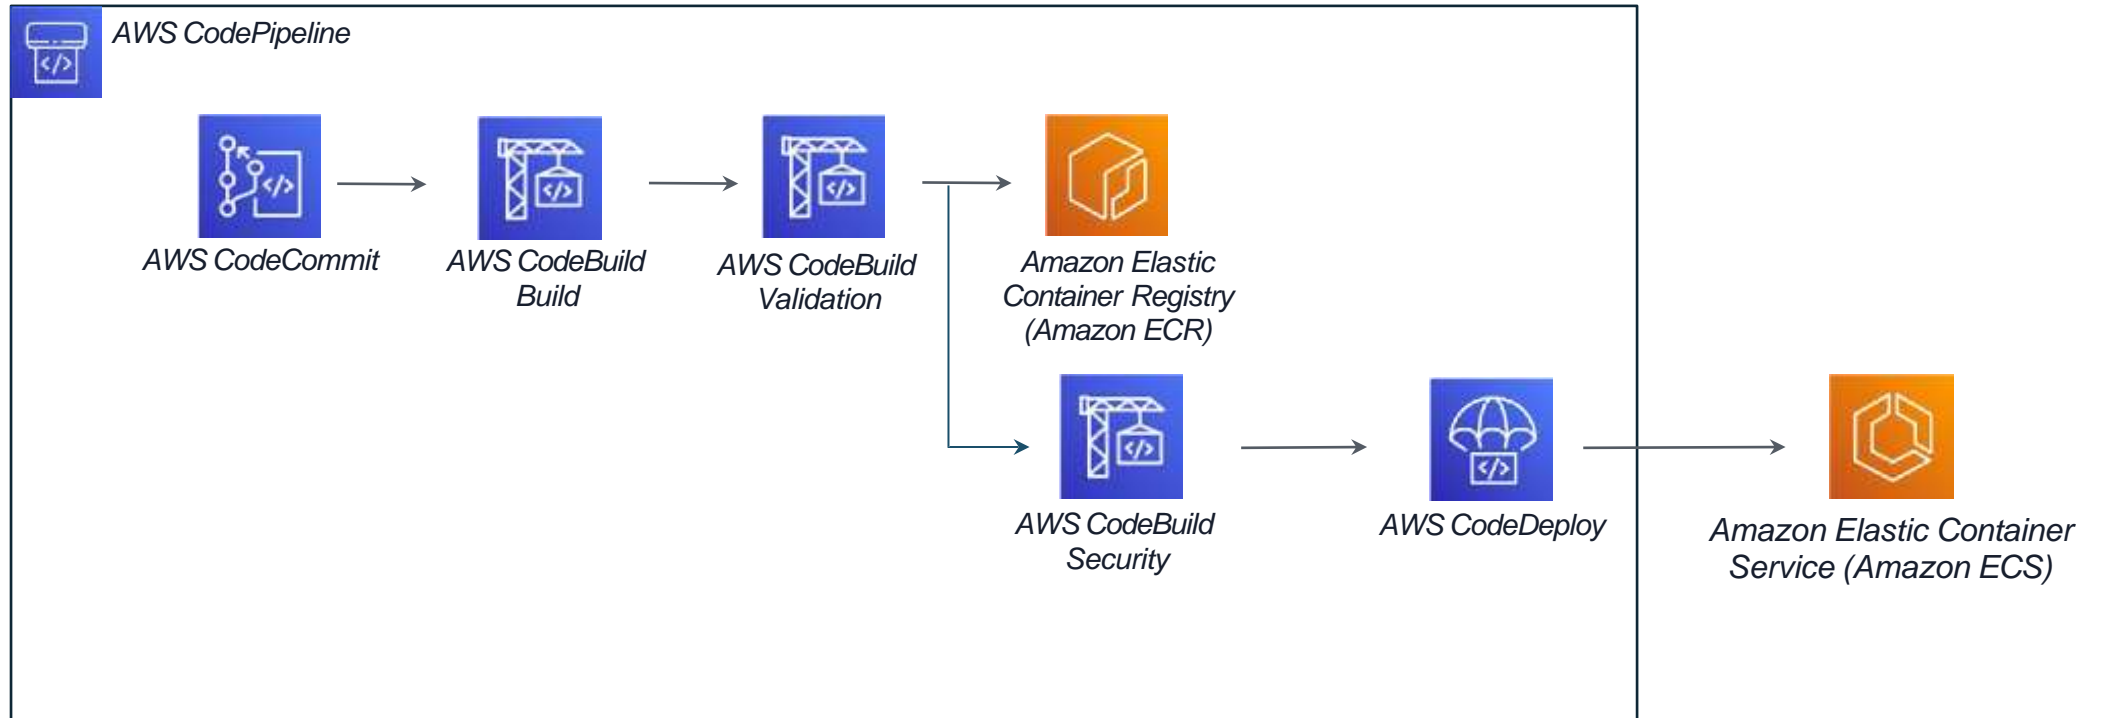 AWS CodePipeline
</>
</>
</>
</>
AWS CodeCommit
AWS CodeBuild
Build
AWS CodeBuild
Validation
Amazon Elastic
Container Registry
(Amazon ECR)
</>
</>
AWS CodeBuild
Security
AWS CodeDeploy
Amazon Elastic Container
Service (Amazon ECS)